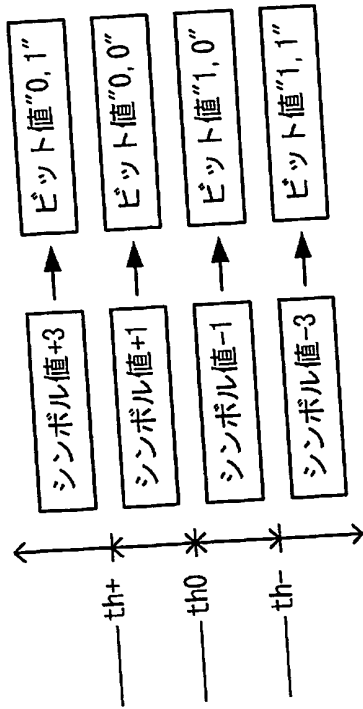 シンボル値+3
ビット値"0, 1"
th+
シンボル値+1
ビット値"0, 0"
th0
シンボル値-1
ビット値"1, 0"
th-
シンボル値-3
ビット値"1, 1"